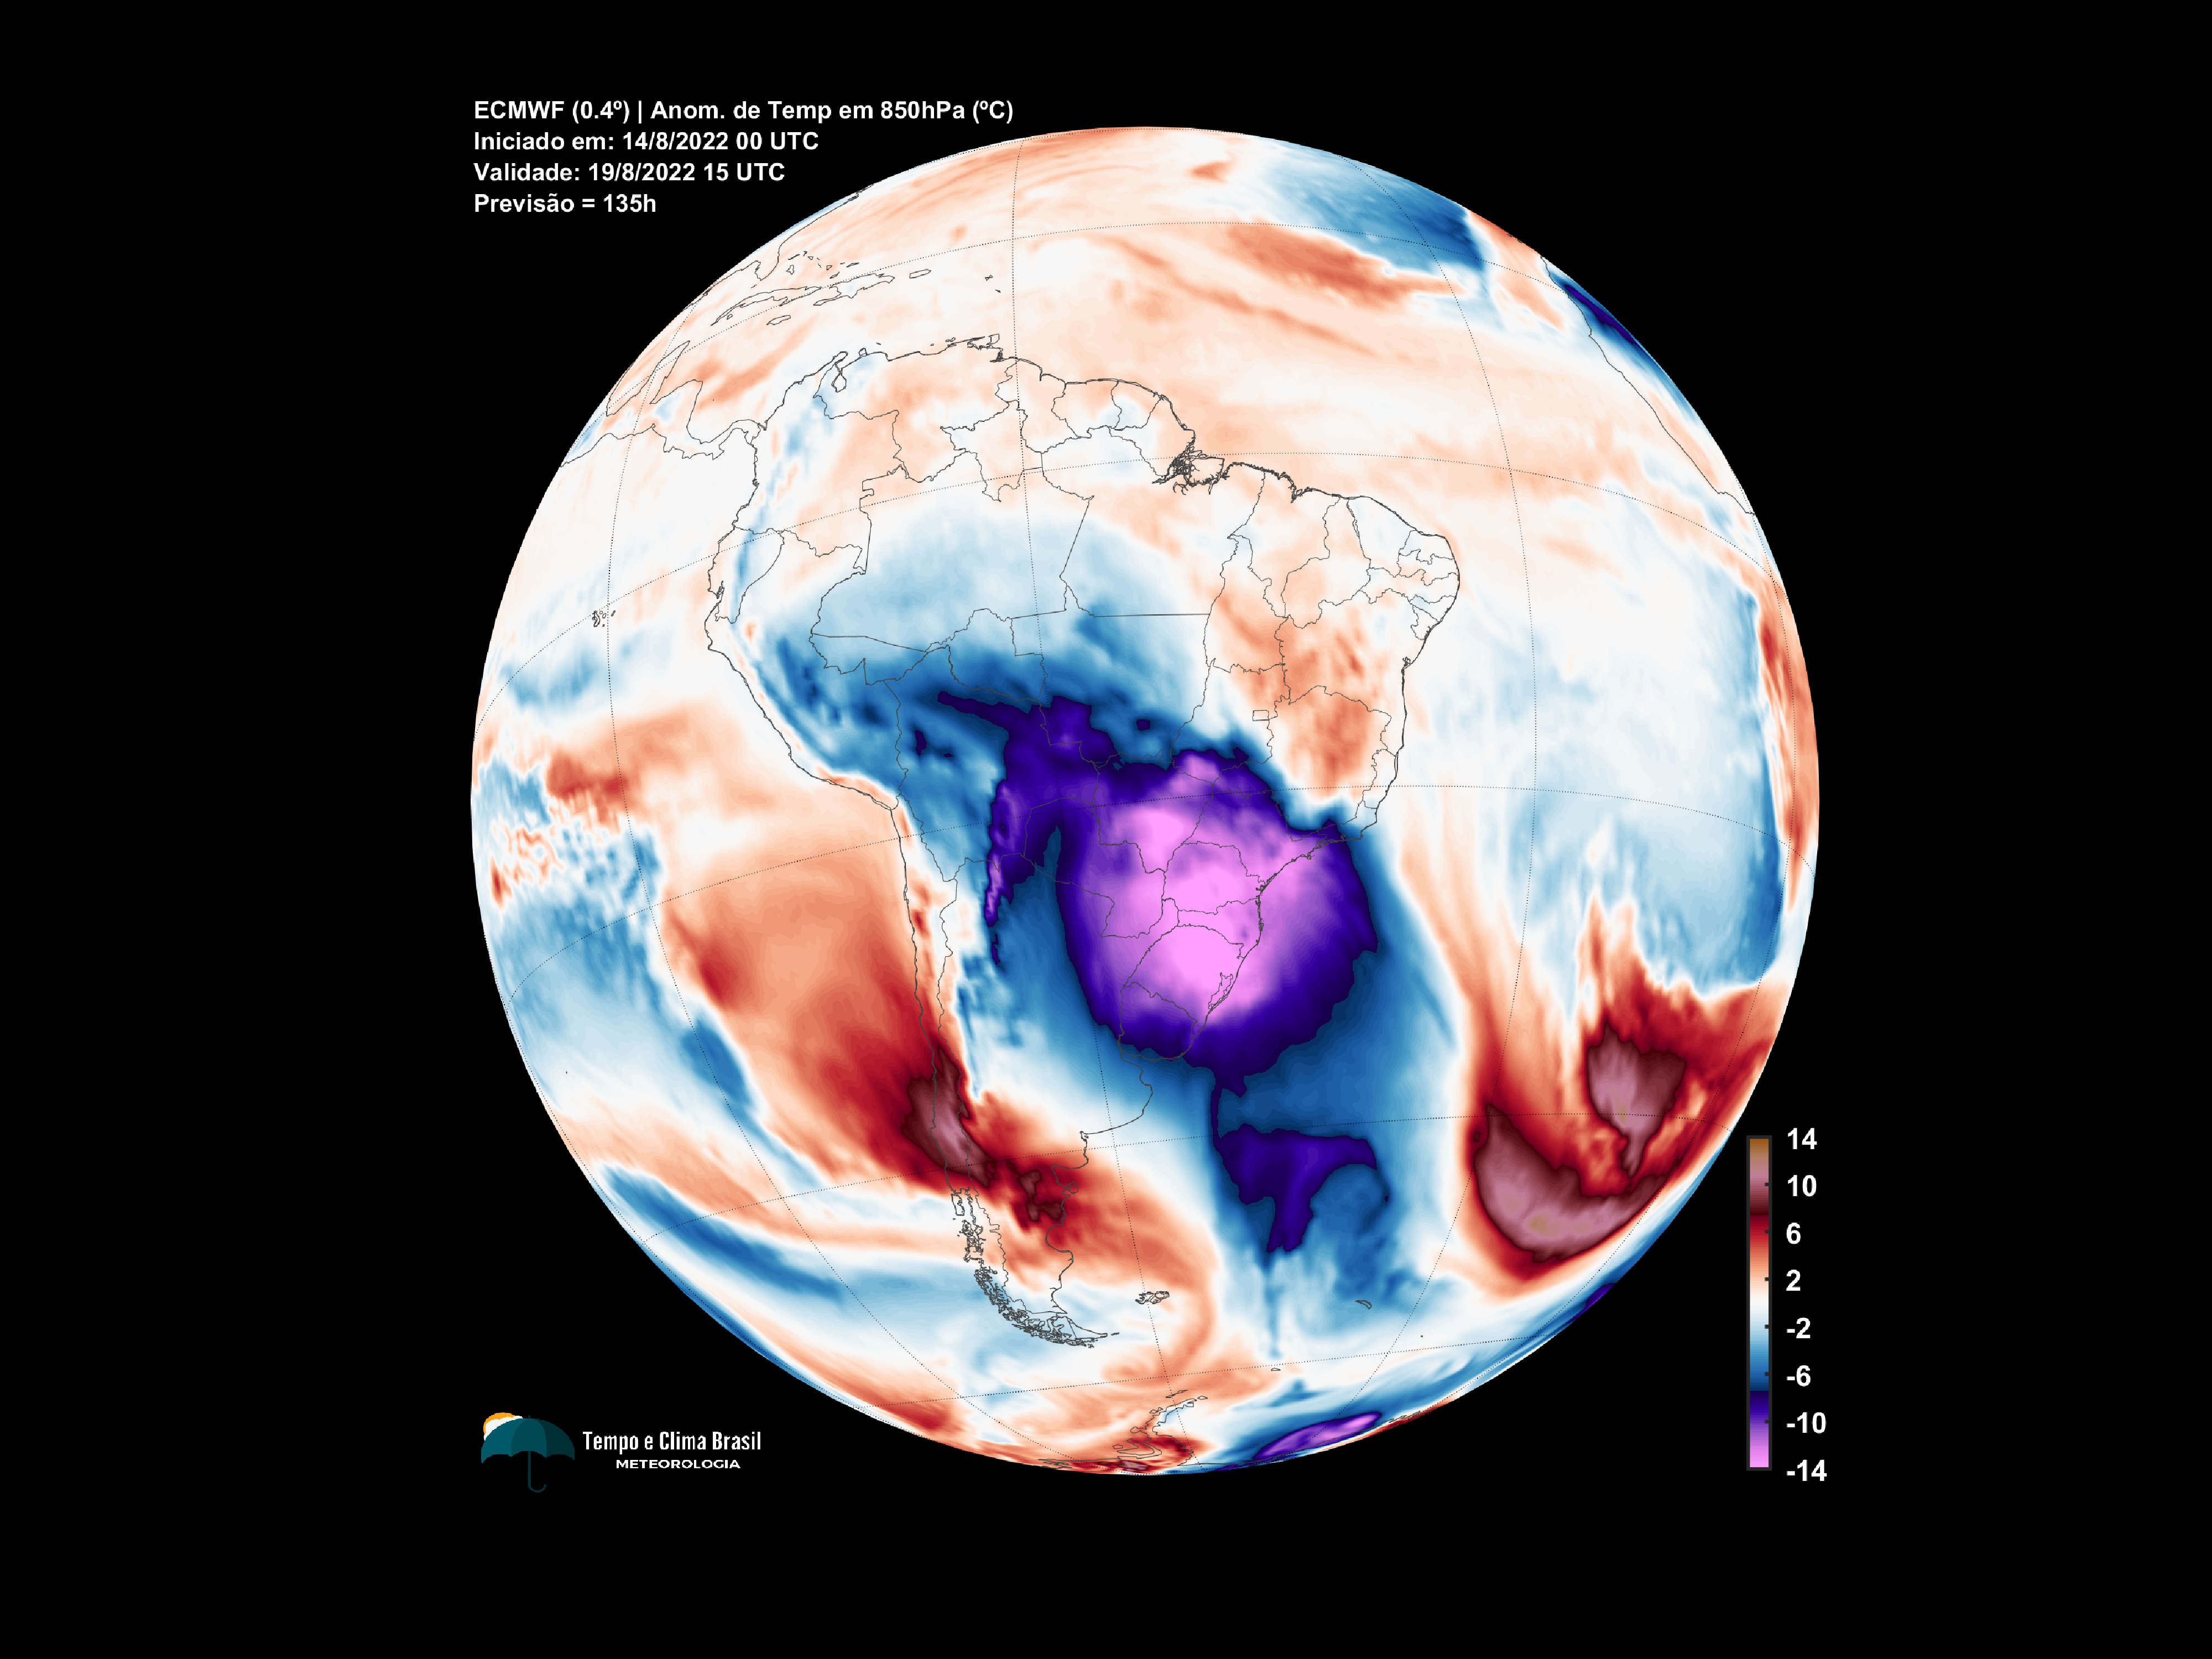 ECMWF (0.4º) | Anom. de Temp em 850hPa (ºC)
Iniciado em: 14/8/2022 00 UTC
Validade: 19/8/2022 15 UTC
Previsão = 135h
14
10
6
2
-2
-6
-10
-14
Tempo e Clima Brasil
METEOROLOGIA